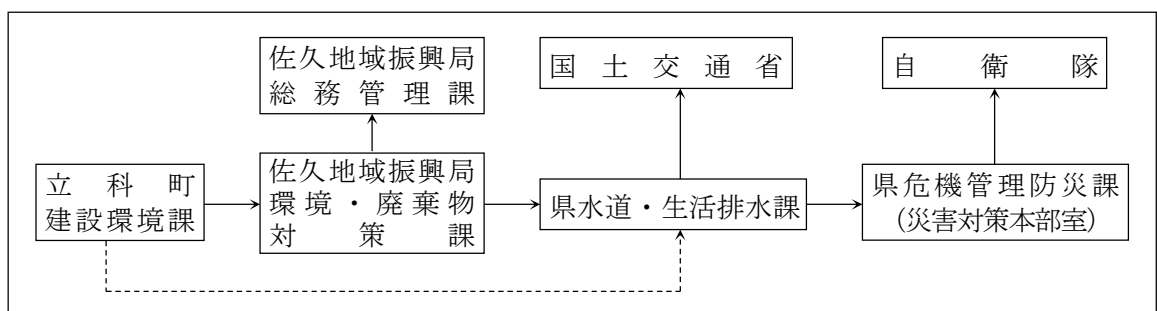 佐久地域振興局
総務管理課
国土交通省
自衛隊
立科町
建設環境課
佐久地域振興局
環境・廃棄物
対策課
県水道・生活排水課
県危機管理防災課
(災害対策本部室)